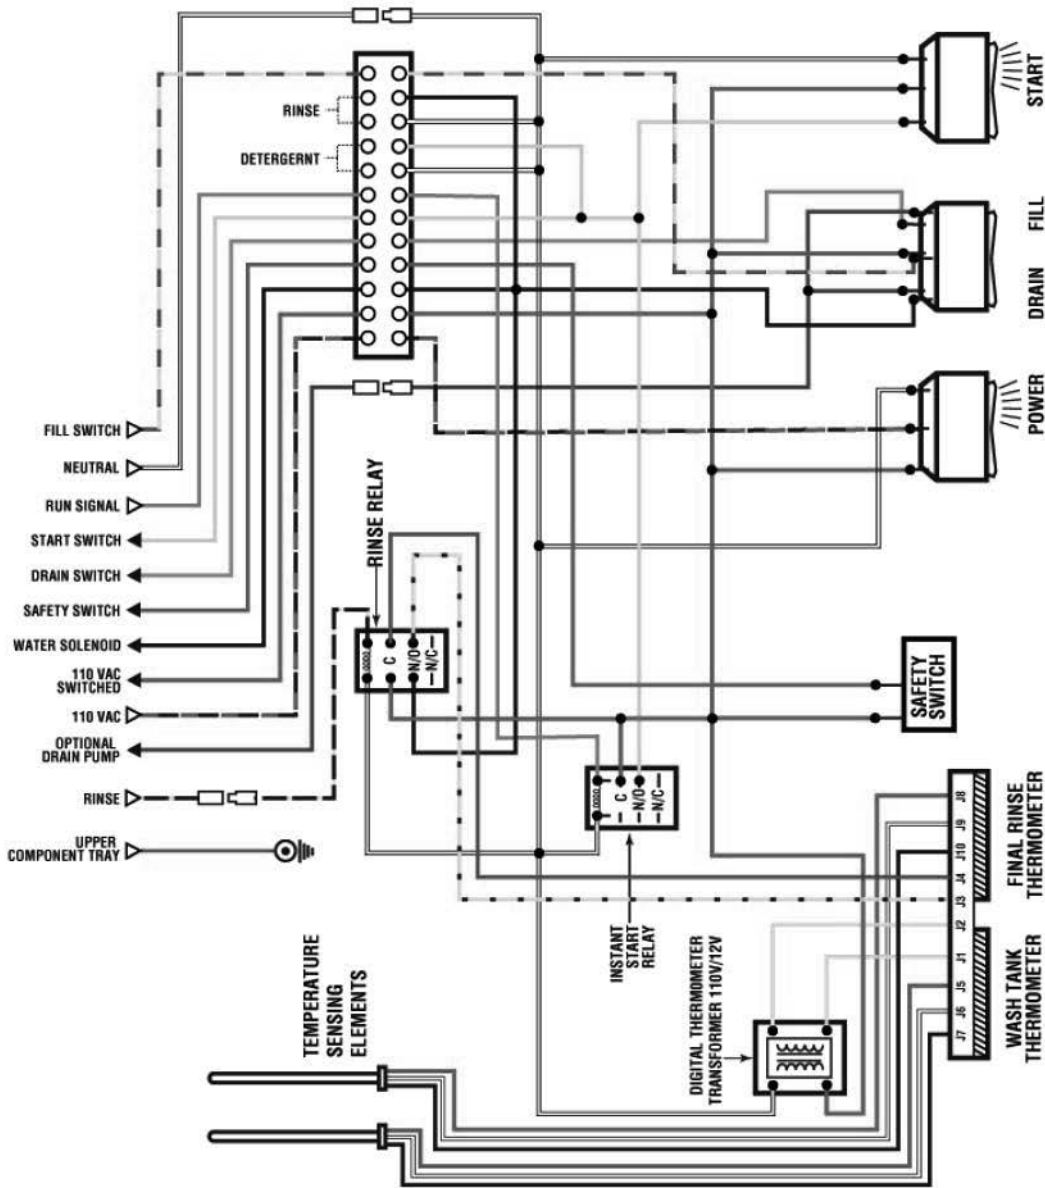 START
RINSE
DETERGERNT
FILL
DRAIN
POWER
FILL SWITCH
NEUTRAL
RUN SIGNAL
START SWITCH
DRAIN SWITCH
SAFETY SWITCH
WATER SOLENOID
110 VAC
SWITCHED
110 VAC
OPTIONAL
DRAIN PUMP
RINSE
UPPER
COMPONENT TRAY
RINSE RELAY
C
N/O
N/C
SAFETY
SWITCH
C
N/O
N/C
INSTANT
START
RELAY
J8
J9
J10
J4
J3
J2
J1
J5
J6
J7
FINAL RINSE
THERMOMETER
WASH TANK
THERMOMETER
TEMPERATURE
SENSING
ELEMENTS
DIGITAL THERMOMETER
TRANSFORMER 110V/12V